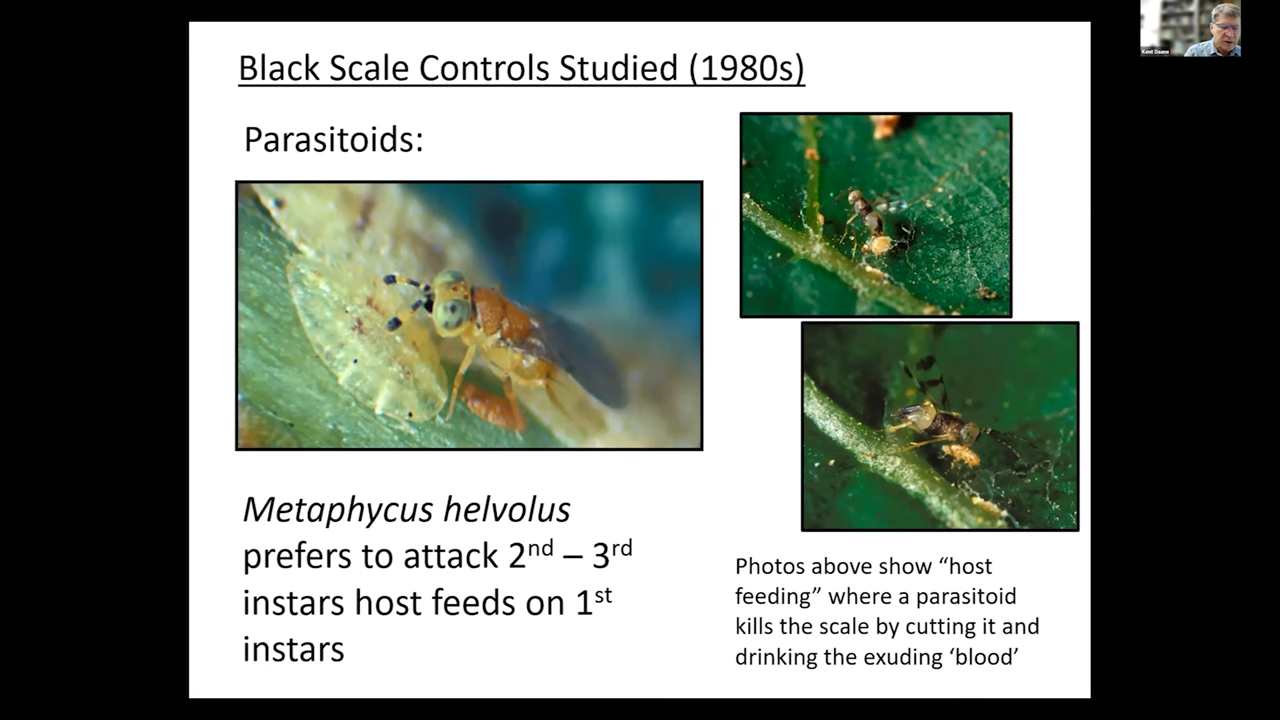 Black Scale Controls Studied (1980s)
Parasitoids:
Metaphycus helvolus
prefers to attack 2nd – 3rd
instars host feeds on 1st
instars
Photos above show “host
feeding” where a parasitoid
kills the scale by cutting it and
drinking the exuding ‘blood’
Kent Daane